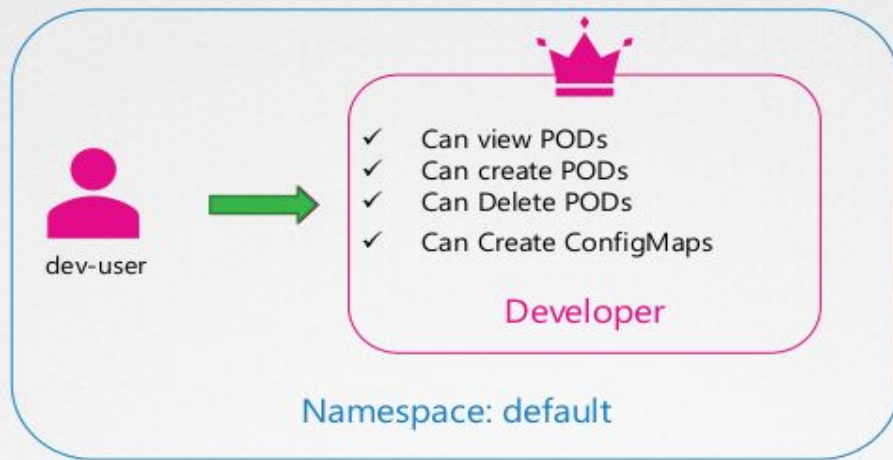 dev-user
✓ Can view PODs
✓ Can create PODs
✓ Can Delete PODs
✓ Can Create ConfigMaps
Developer
Namespace: default